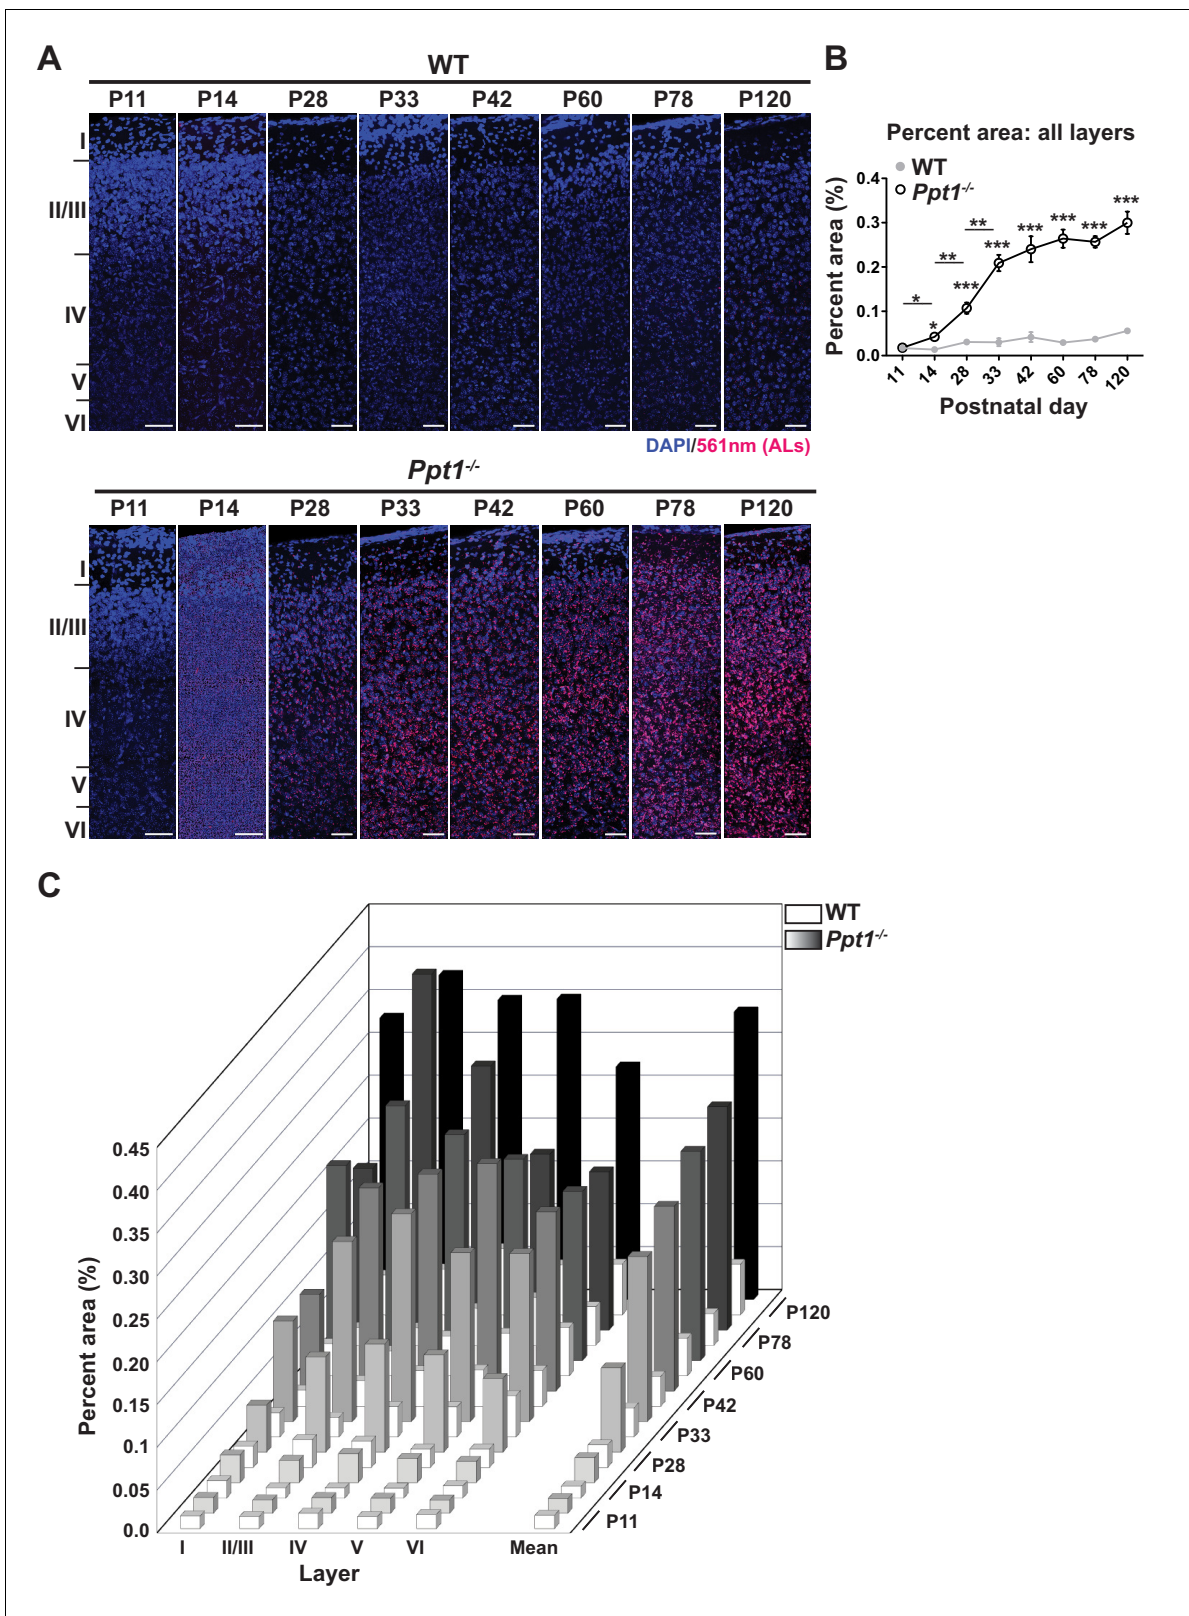 A
WT
P11 P14 P28 P33 P42 P60 P78 P120
I
II/III
IV
V
VI
DAPI/561nm (ALs)
Ppt1-/-
P11 P14 P28 P33 P42 P60 P78 P120
I
II/III
IV
V
VI
B
Percent area: all layers
WT
Ppt1-/-
Percent area (%)
0.4
0.3
0.2
0.1
0.0
* * ** *** ** *** *** *** *** ***
11 14 28 33 42 60 78 120
Postnatal day
C
WT
Ppt1-/-
Percent area (%)
0.45
0.40
0.35
0.30
0.25
0.20
0.15
0.1
0.05
0.0
I II/III IV V VI Mean
Layer
P120
P78
P60
P42
P33
P28
P14
P11